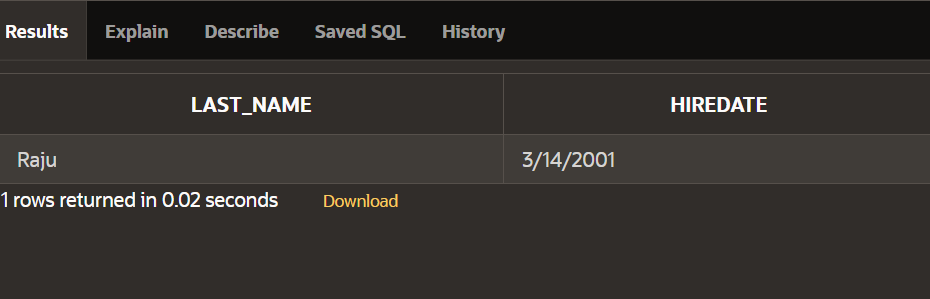 Results Explain Describe Saved SQL History
LAST_NAME HIREDATE
Raju 3/14/2001
1 rows returned in 0.02 seconds Download